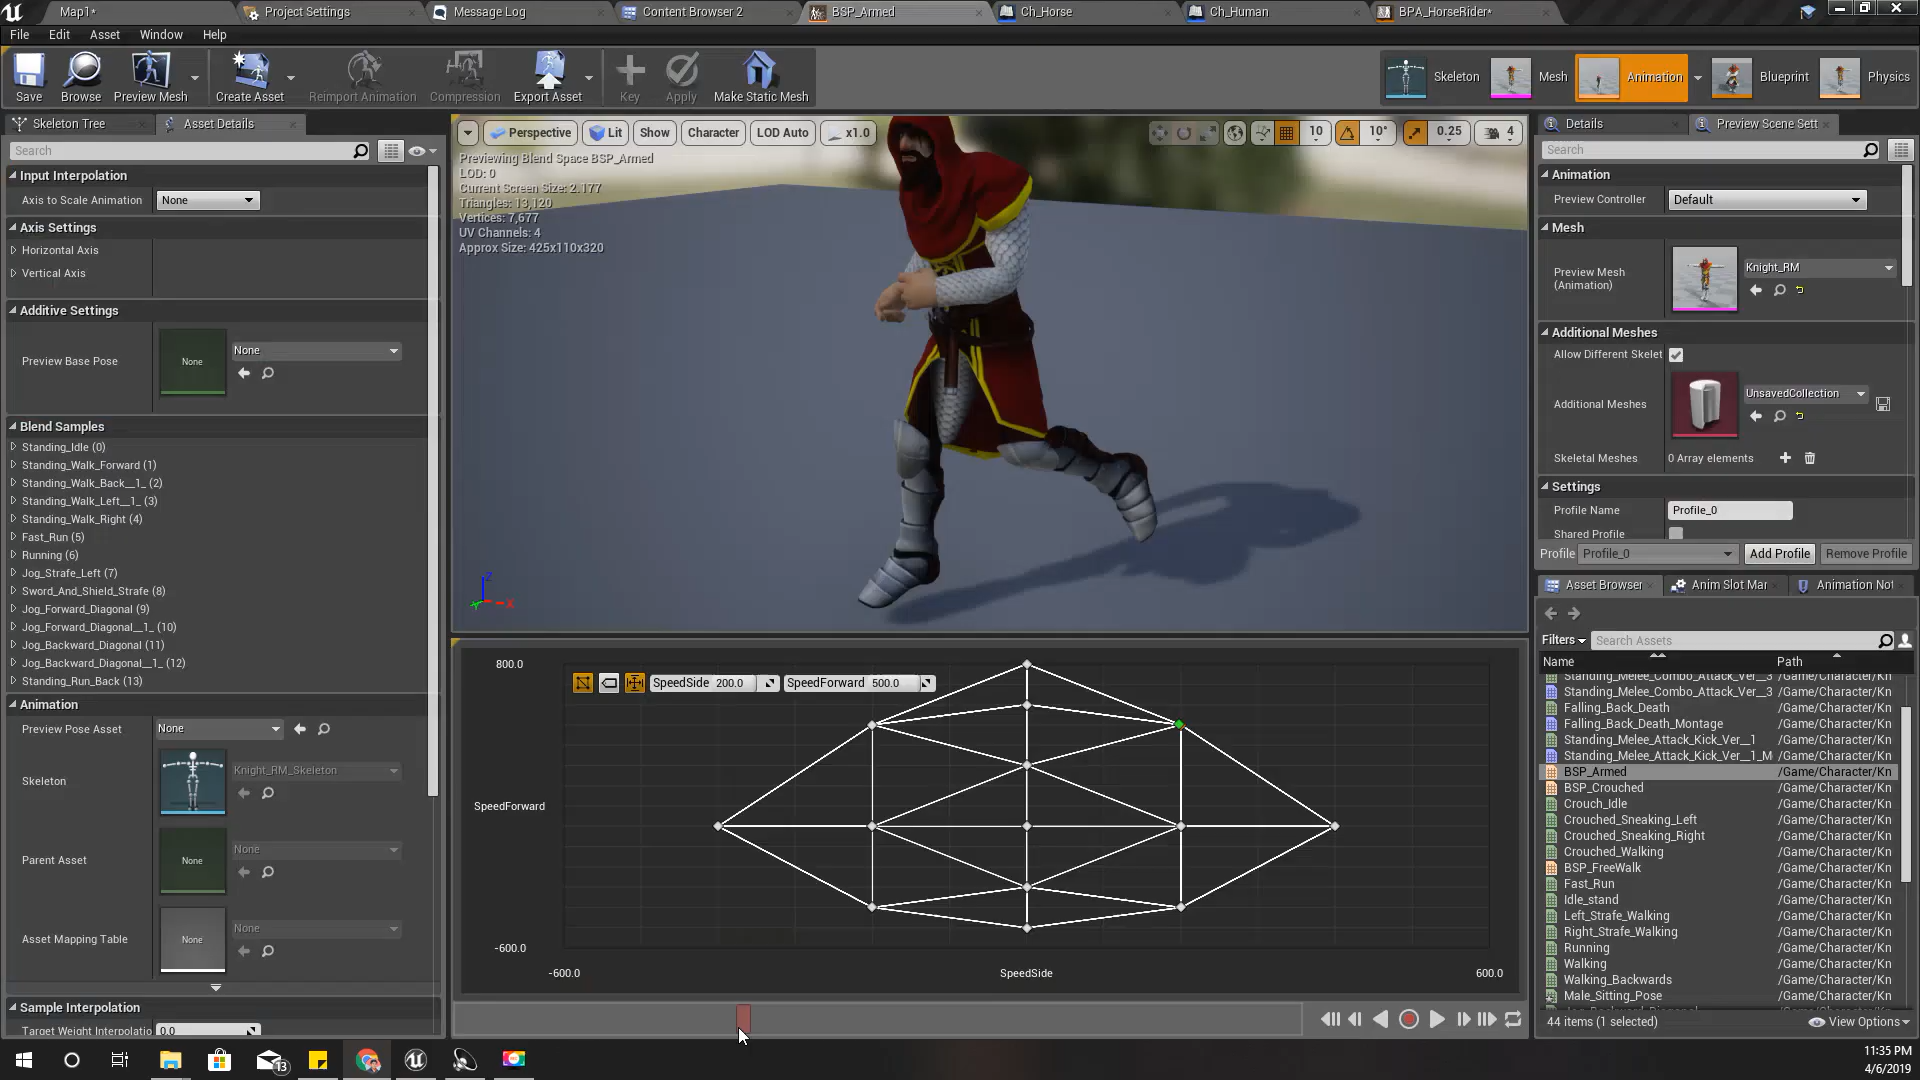 Map1*
Project Settings
Message Log
Content Browser 2
BSP_Armed
Ch_Horse
Ch_Human
BPA_HorseRider*
File Edit Asset Window Help
Save
Browse
Preview Mesh
Create Asset
Reimport Animation
Compression
Export Asset
Key
Apply
Make Static Mesh
Skeleton
Mesh
Animation
Blueprint
Physics
Skeleton Tree
Asset Details
Search
Input Interpolation
Axis to Scale Animation None
Axis Settings
Horizontal Axis
Vertical Axis
Additive Settings
Preview Base Pose None None
Blend Samples
Standing_Idle (0)
Standing_Walk_Forward (1)
Standing_Walk_Back__1_ (2)
Standing_Walk_Left__1_ (3)
Standing_Walk_Right (4)
Fast_Run (5)
Running (6)
Jog_Strafe_Left (7)
Sword_And_Shield_Strafe (8)
Jog_Forward_Diagonal (9)
Jog_Forward_Diagonal__1_ (10)
Jog_Backward_Diagonal (11)
Jog_Backward_Diagonal__1_ (12)
Standing_Run_Back (13)
Animation
Preview Pose Asset None
Skeleton Knight_RM_Skeleton
Parent Asset None None
Asset Mapping Table None None
Sample Interpolation
Target Weight Interpolatio 0.0
Perspective Lit Show Character LOD Auto x1.0
10 10° 0.25 4
Previewing Blend Space BSP_Armed
LOD: 0
Current Screen Size: 2.177
Triangles: 13,120
Vertices: 7,677
UV Channels: 4
Approx Size: 425x110x320
Z
X
800.0
SpeedSide 200.0 SpeedForward 500.0
SpeedForward
-600.0
-600.0 SpeedSide 600.0
Details
Preview Scene Sett
Search
Animation
Preview Controller Default
Mesh
Preview Mesh (Animation) Knight_RM
Additional Meshes
Allow Different Skelet
Additional Meshes UnsavedCollection
Skeletal Meshes 0 Array elements
Settings
Profile Name Profile_0
Shared Profile
Profile Profile_0 Add Profile Remove Profile
Asset Browser
Anim Slot Mar
Animation Not
Filters Search Assets
Name Path
Standing_Melee_Combo_Attack_Ver__3 /Game/Character/Kn
Standing_Melee_Combo_Attack_Ver__3 /Game/Character/Kn
Falling_Back_Death /Game/Character/Kn
Falling_Back_Death_Montage /Game/Character/Kn
Standing_Melee_Attack_Kick_Ver__1 /Game/Character/Kn
Standing_Melee_Attack_Kick_Ver__1_M /Game/Character/Kn
BSP_Armed /Game/Character/Kn
BSP_Crouched /Game/Character/Kn
Crouch_Idle /Game/Character/Kn
Crouched_Sneaking_Left /Game/Character/Kn
Crouched_Sneaking_Right /Game/Character/Kn
Crouched_Walking /Game/Character/Kn
BSP_FreeWalk /Game/Character/Kn
Fast_Run /Game/Character/Kn
Idle_stand /Game/Character/Kn
Left_Strafe_Walking /Game/Character/Kn
Right_Strafe_Walking /Game/Character/Kn
Running /Game/Character/Kn
Walking /Game/Character/Kn
Walking_Backwards /Game/Character/Kn
Male_Sitting_Pose /Game/Character/Kn
44 items (1 selected) View Options
13
11:35 PM
4/6/2019